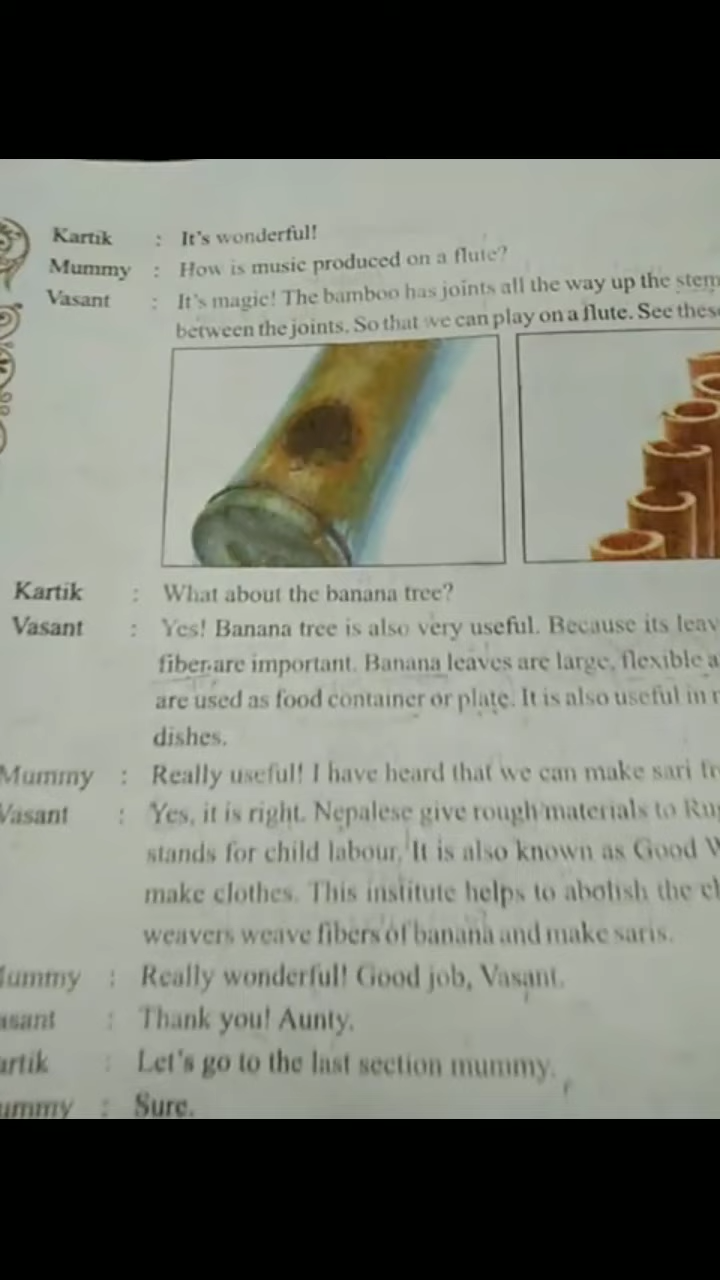 Kartik : It's wonderful!
Mummy : How is music produced on a flute?
Vasant : It's magic! The bamboo has joints all the way up the stem
between the joints. So that we can play on a flute. See these
Kartik : What about the banana tree?
Vasant : Yes! Banana tree is also very useful. Because its leav
fiber are important. Banana leaves are large, flexible a
are used as food container or plate. It is also useful in
dishes.
Mummy : Really useful! I have heard that we can make sari fr
Vasant : Yes, it is right. Nepalese give rough materials to Rug
stands for child labour. It is also known as Good W
make clothes. This institute helps to abolish the
weavers weave fibers of banana and make saris.
Mummy : Really wonderful! Good job, Vasant.
asant : Thank you! Aunty.
artik : Let's go to the last section mummy.
ummy : Sure.